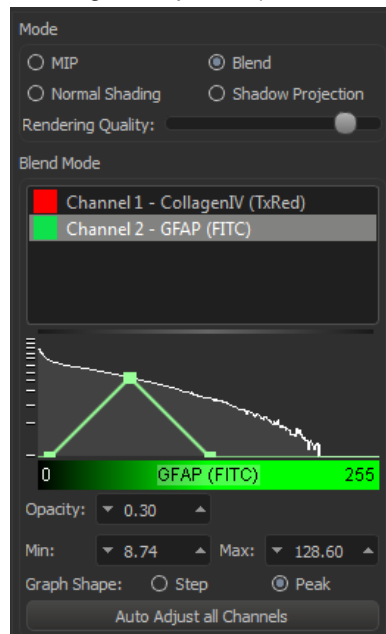 Mode
MIP Blend
Normal Shading Shadow Projection
Rendering Quality:
Blend Mode
Channel 1 - CollagenIV (TxRed)
Channel 2 - GFAP (FITC)
0 GFAP (FITC) 255
Opacity: 0.30
Min: 8.74 Max: 128.60
Graph Shape: Step Peak
Auto Adjust all Channels